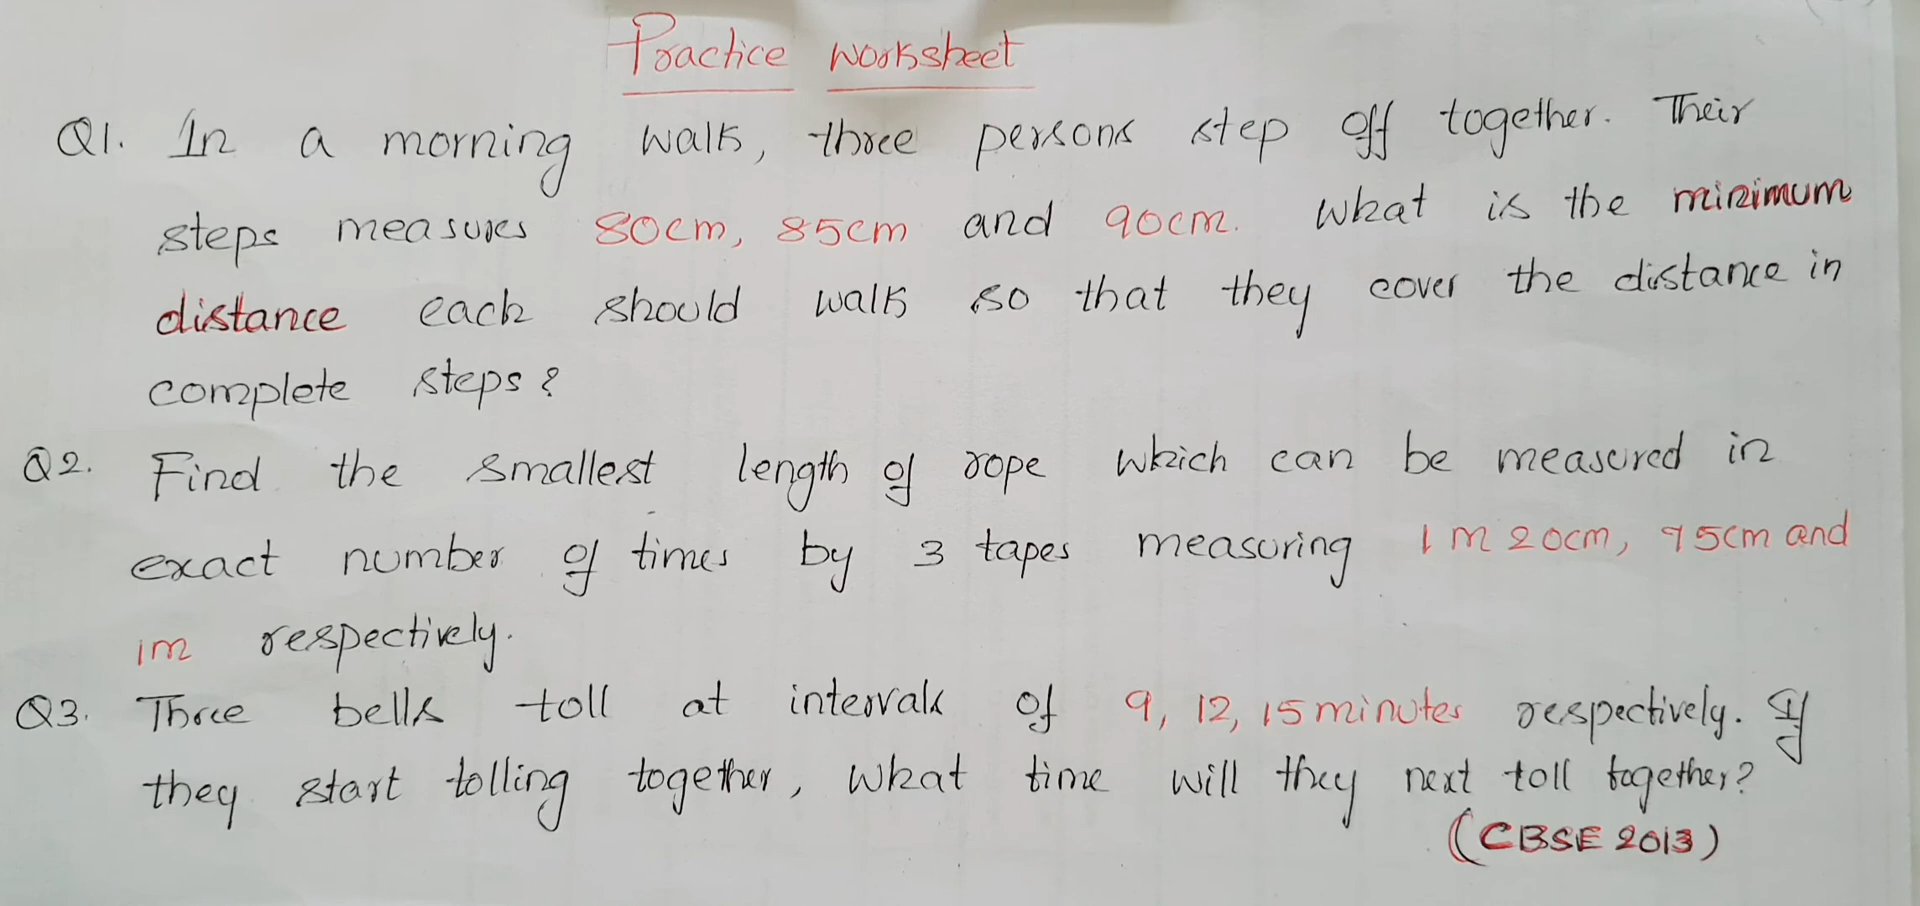 Practice worksheet
Q1. In a morning walk, three persons step off together. Their
steps measures 80cm, 85cm and 90cm. What is the minimum
distance each should walk so that they cover the distance in
complete steps?
Q2. Find the smallest length of rope which can be measured in
exact number of times by 3 tapes measuring 1m 20cm, 75cm and
1m respectively.
Q3. Three bells toll at intervals of 9, 12, 15 minutes respectively. If
they start tolling together, what time will they next toll together?
(CBSE 2013)